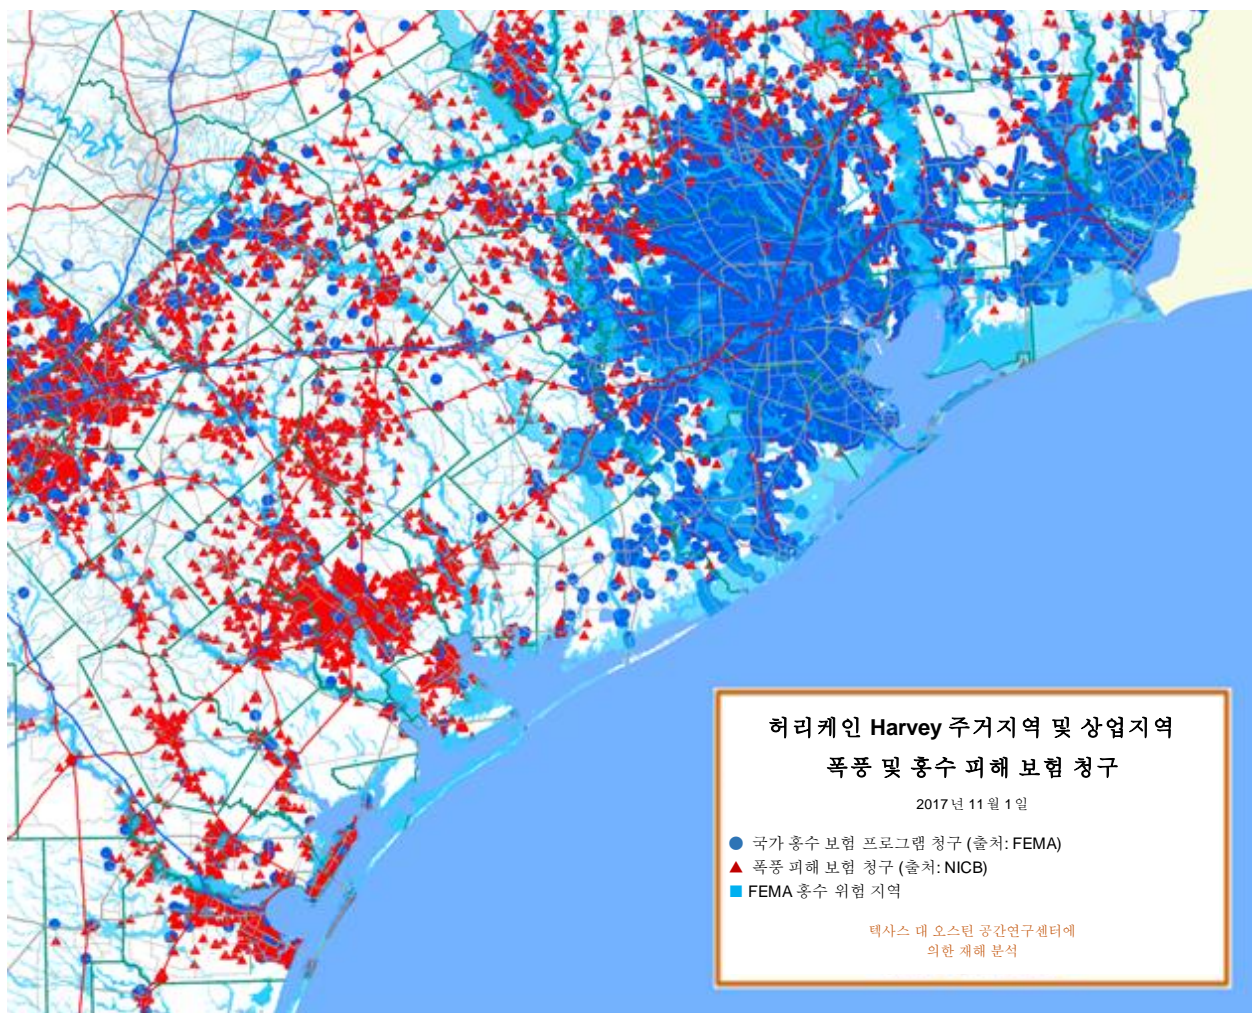 허리케인 Harvey 주거지역 및 상업지역
폭풍 및 홍수 피해 보험 청구
2017년 11월 1일
국가 홍수 보험 프로그램 청구 (출처: FEMA)
폭풍 피해 보험 청구 (출처: NICB)
FEMA 홍수 위험 지역
텍사스 대 오스틴 공간연구센터에
의한 재해 분석